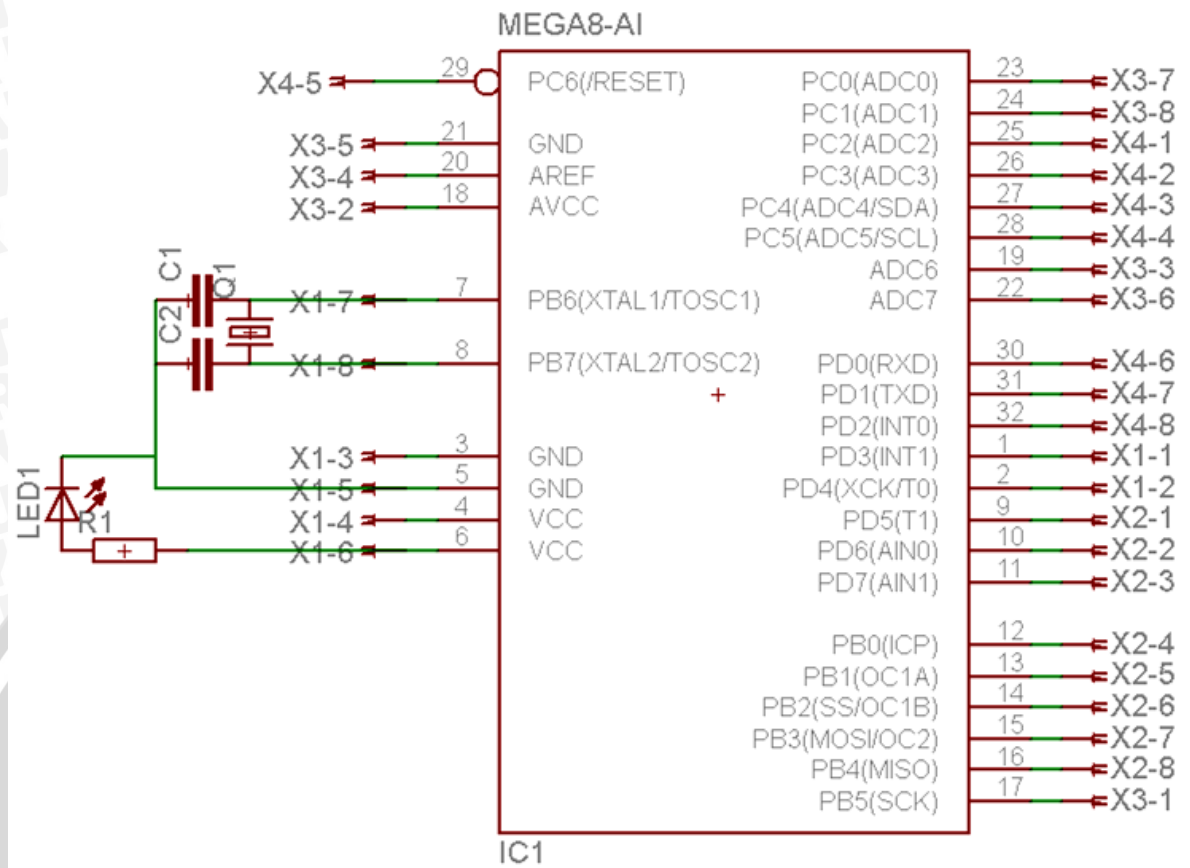 MEGA8-AI
X4-5 29 PC6(/RESET) PC0(ADC0) 23 X3-7
PC1(ADC1) 24 X3-8
X3-5 21 GND PC2(ADC2) 25 X4-1
X3-4 20 AREF PC3(ADC3) 26 X4-2
X3-2 18 AVCC PC4(ADC4/SDA) 27 X4-3
PC5(ADC5/SCL) 28 X4-4
C1 ADC6 19 X3-3
Q1 X1-7 7 PB6(XTAL1/TOSC1) ADC7 22 X3-6
C2 X1-8 8 PB7(XTAL2/TOSC2) PD0(RXD) 30 X4-6
PD1(TXD) 31 X4-7
PD2(INT0) 32 X4-8
X1-3 3 GND PD3(INT1) 1 X1-1
LED1 X1-5 5 GND PD4(XCK/T0) 2 X1-2
R1 X1-4 4 VCC PD5(T1) 9 X2-1
X1-6 6 VCC PD6(AIN0) 10 X2-2
PD7(AIN1) 11 X2-3
PB0(ICP) 12 X2-4
PB1(OC1A) 13 X2-5
PB2(SS/OC1B) 14 X2-6
PB3(MOSI/OC2) 15 X2-7
PB4(MISO) 16 X2-8
PB5(SCK) 17 X3-1
IC1